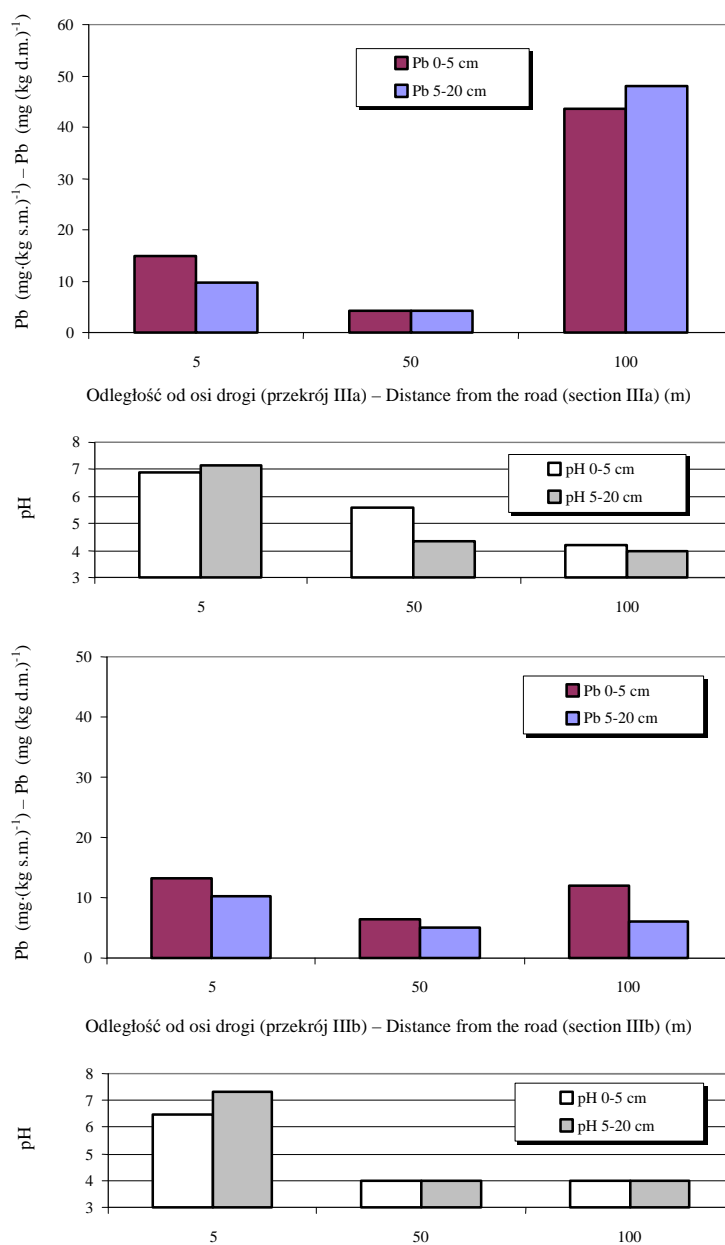 60
50
40
30
20
10
0
Pb (mg·(kg s.m.)⁻¹) – Pb (mg (kg d.m.)⁻¹)
Pb 0-5 cm
Pb 5-20 cm
5 50 100
Odległość od osi drogi (przekrój IIIa) – Distance from the road (section IIIa) (m)
8
7
6
5
4
3
pH
pH 0-5 cm
pH 5-20 cm
5 50 100
50
40
30
20
10
0
Pb (mg·(kg s.m.)⁻¹) – Pb (mg (kg d.m.)⁻¹)
Pb 0-5 cm
Pb 5-20 cm
5 50 100
Odległość od osi drogi (przekrój IIIb) – Distance from the road (section IIIb) (m)
8
7
6
5
4
3
pH
pH 0-5 cm
pH 5-20 cm
5 50 100